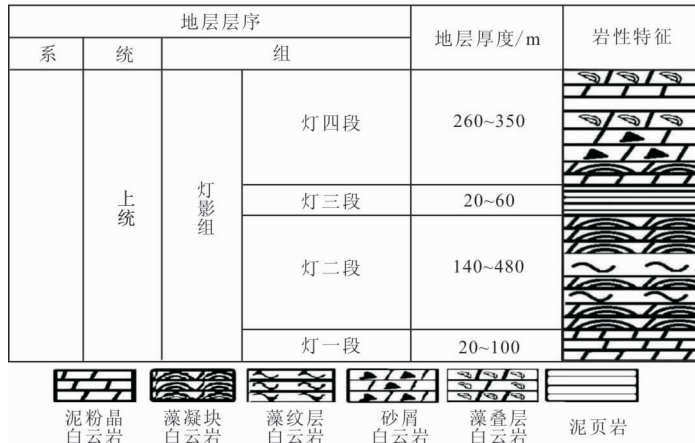 地层层序
地层厚度/m
岩性特征
系
统
组
上统
灯影组
灯四段
260~350
灯三段
20~60
灯二段
140~480
灯一段
20~100
泥粉晶
白云岩
藻凝块
白云岩
藻纹层
白云岩
砂屑
白云岩
藻叠层
白云岩
泥页岩